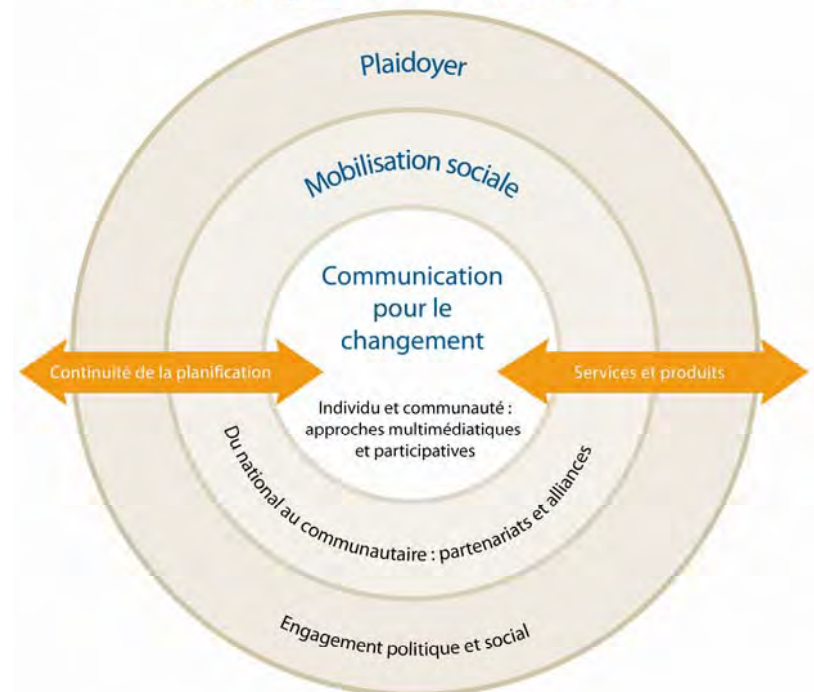 Plaidoyer
Mobilisation sociale
Communication
pour le
changement
Continuité de la planification
Services et produits
Individu et communauté :
approches multimédiatiques
et participatives
Du national au communautaire : partenariats et alliances
Engagement politique et social